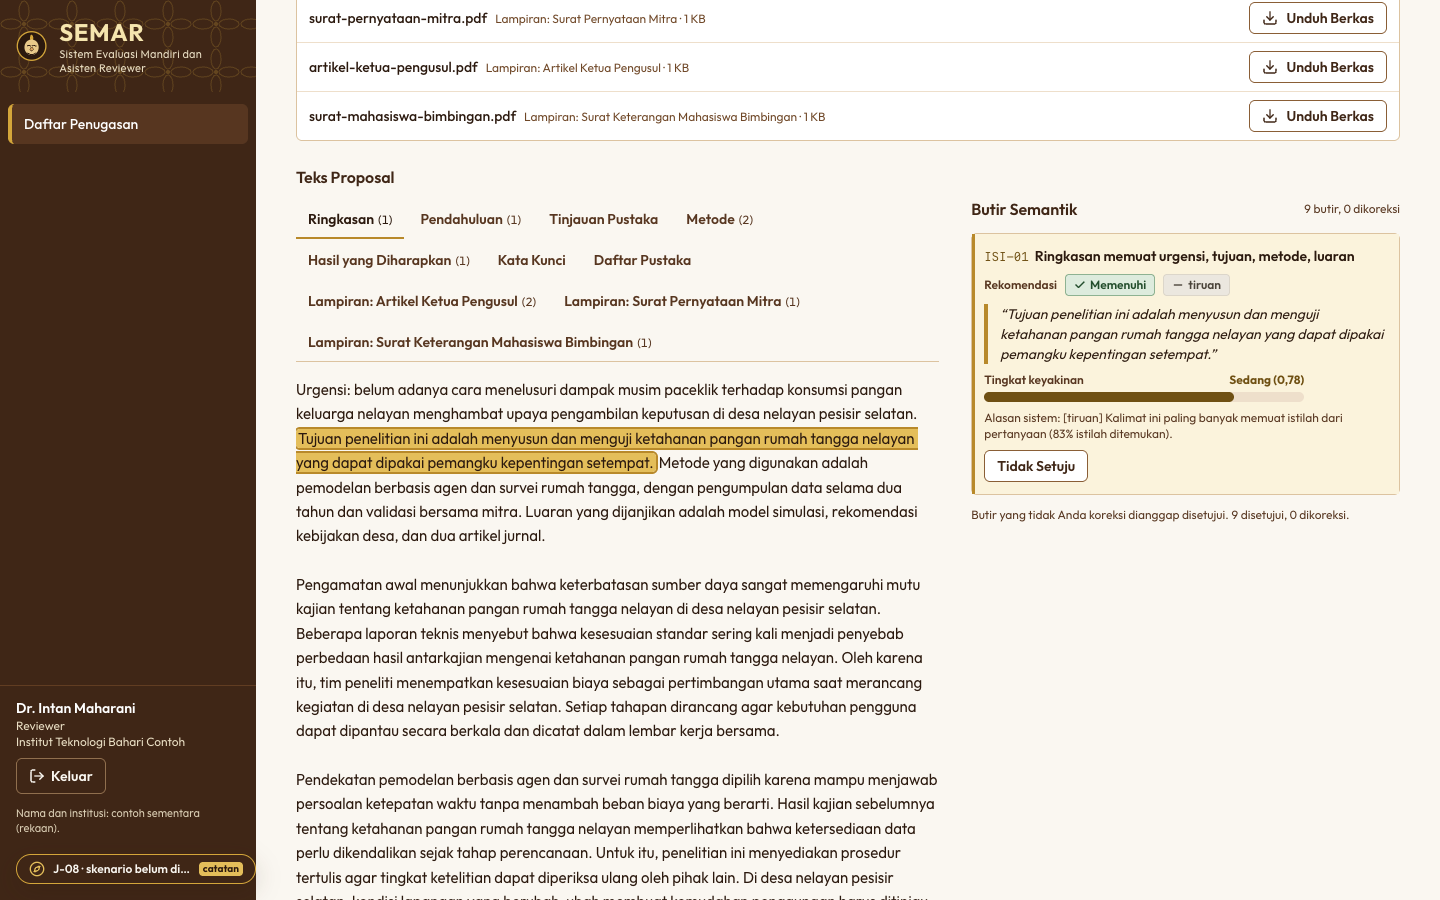 SEMAR
Sistem Evaluasi Mandiri dan
Asisten Reviewer
Daftar Penugasan
Dr. Intan Maharani
Reviewer
Institut Teknologi Bahari Contoh
Keluar
Nama dan institusi: contoh sementara
(rekaan).
J-08 · skenario belum di... catatan
surat-pernyataan-mitra.pdf Lampiran: Surat Pernyataan Mitra · 1 KB Unduh Berkas
artikel-ketua-pengusul.pdf Lampiran: Artikel Ketua Pengusul · 1 KB Unduh Berkas
surat-mahasiswa-bimbingan.pdf Lampiran: Surat Keterangan Mahasiswa Bimbingan · 1 KB Unduh Berkas
Teks Proposal
Ringkasan (1) Pendahuluan (1) Tinjauan Pustaka Metode (2)
Hasil yang Diharapkan (1) Kata Kunci Daftar Pustaka
Lampiran: Artikel Ketua Pengusul (2) Lampiran: Surat Pernyataan Mitra (1)
Lampiran: Surat Keterangan Mahasiswa Bimbingan (1)
Urgensi: belum adanya cara menelusuri dampak musim paceklik terhadap konsumsi pangan
keluarga nelayan menghambat upaya pengambilan keputusan di desa nelayan pesisir selatan.
Tujuan penelitian ini adalah menyusun dan menguji ketahanan pangan rumah tangga nelayan
yang dapat dipakai pemangku kepentingan setempat. Metode yang digunakan adalah
pemodelan berbasis agen dan survei rumah tangga, dengan pengumpulan data selama dua
tahun dan validasi bersama mitra. Luaran yang dijanjikan adalah model simulasi, rekomendasi
kebijakan desa, dan dua artikel jurnal.
Pengamatan awal menunjukkan bahwa keterbatasan sumber daya sangat memengaruhi mutu
kajian tentang ketahanan pangan rumah tangga nelayan di desa nelayan pesisir selatan.
Beberapa laporan teknis menyebut bahwa kesesuaian standar sering kali menjadi penyebab
perbedaan hasil antarkajian mengenai ketahanan pangan rumah tangga nelayan. Oleh karena
itu, tim peneliti menempatkan kesesuaian biaya sebagai pertimbangan utama saat merancang
kegiatan di desa nelayan pesisir selatan. Setiap tahapan dirancang agar kebutuhan pengguna
dapat dipantau secara berkala dan dicatat dalam lembar kerja bersama.
Pendekatan pemodelan berbasis agen dan survei rumah tangga dipilih karena mampu menjawab
persoalan ketepatan waktu tanpa menambah beban biaya yang berarti. Hasil kajian sebelumnya
tentang ketahanan pangan rumah tangga nelayan memperlihatkan bahwa ketersediaan data
perlu dikendalikan sejak tahap perencanaan. Untuk itu, penelitian ini menyediakan prosedur
tertulis agar tingkat ketelitian dapat diperiksa ulang oleh pihak lain. Di desa nelayan pesisir
Butir Semantik 9 butir, 0 dikoreksi
ISI-01 Ringkasan memuat urgensi, tujuan, metode, luaran
Rekomendasi Memenuhi tiruan
“Tujuan penelitian ini adalah menyusun dan menguji
ketahanan pangan rumah tangga nelayan yang dapat dipakai
pemangku kepentingan setempat.”
Tingkat keyakinan Sedang (0,78)
Alasan sistem: [tiruan] Kalimat ini paling banyak memuat istilah dari
pertanyaan (83% istilah ditemukan).
Tidak Setuju
Butir yang tidak Anda koreksi dianggap disetujui. 9 disetujui, 0 dikoreksi.